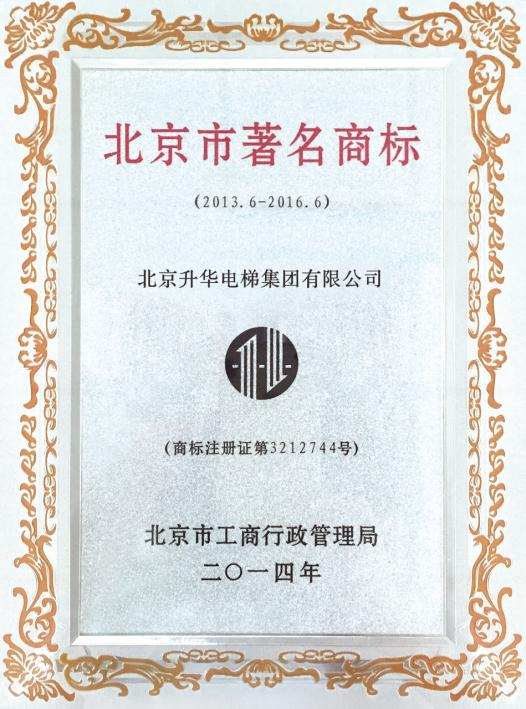 北京市著名商标
(2013.6-2016.6)
北京升华电梯集团有限公司
(商标注册证第3212744号)
北京市工商行政管理局
二〇一四年